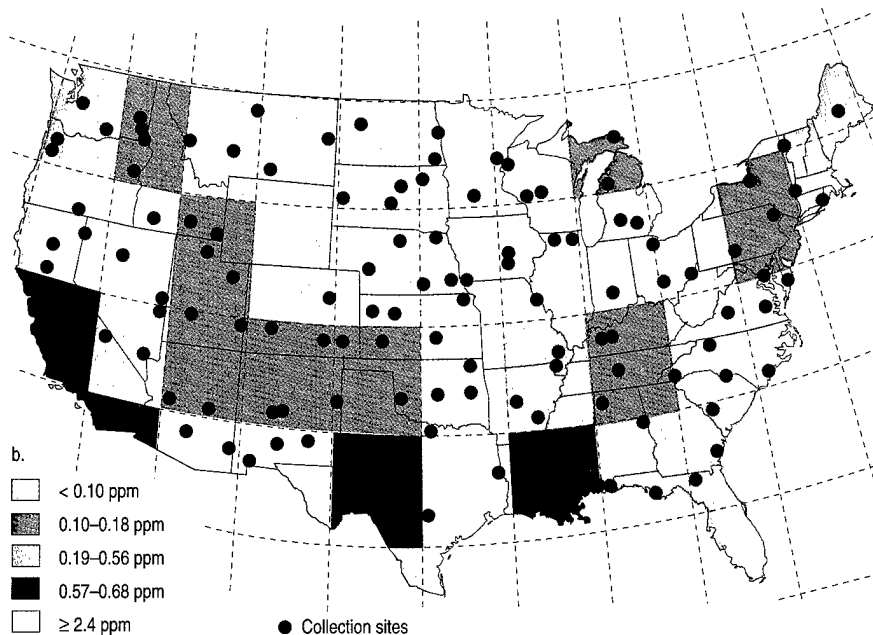 b.
< 0.10 ppm
0.10–0.18 ppm
0.19–0.56 ppm
0.57–0.68 ppm
≥ 2.4 ppm
Collection sites